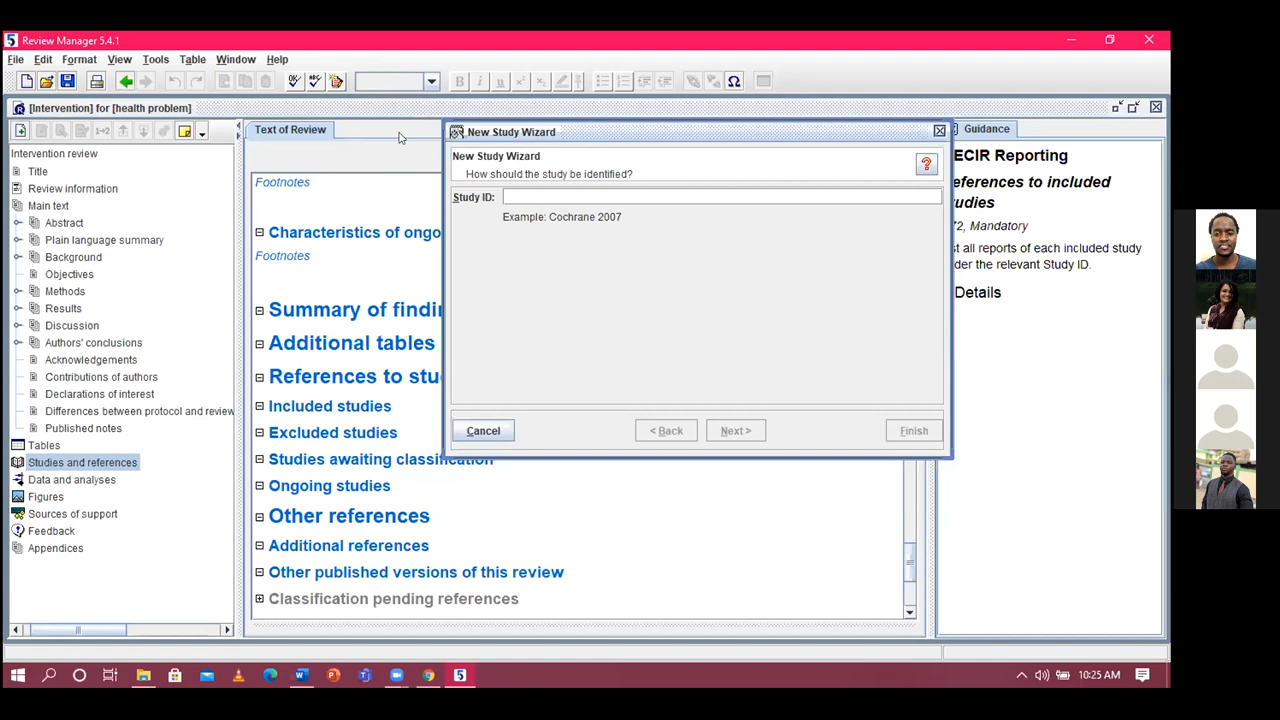 Review Manager 5.4.1
File Edit Format View Tools Table Window Help
[Intervention] for [health problem]
Intervention review
Title
Review information
Main text
Abstract
Plain language summary
Background
Objectives
Methods
Results
Discussion
Authors' conclusions
Acknowledgements
Contributions of authors
Declarations of interest
Differences between protocol and review
Published notes
Tables
Studies and references
Data and analyses
Figures
Sources of support
Feedback
Appendices
Text of Review
Footnotes
Characteristics of ongo
Footnotes
Summary of findi
Additional tables
References to stu
Included studies
Excluded studies
Studies awaiting classification
Ongoing studies
Other references
Additional references
Other published versions of this review
Classification pending references
New Study Wizard
New Study Wizard
How should the study be identified?
Study ID:
Example: Cochrane 2007
Cancel
< Back
Next >
Finish
Guidance
ECIR Reporting
eferences to included
udies
72, Mandatory
st all reports of each included study
der the relevant Study ID.
Details
10:25 AM